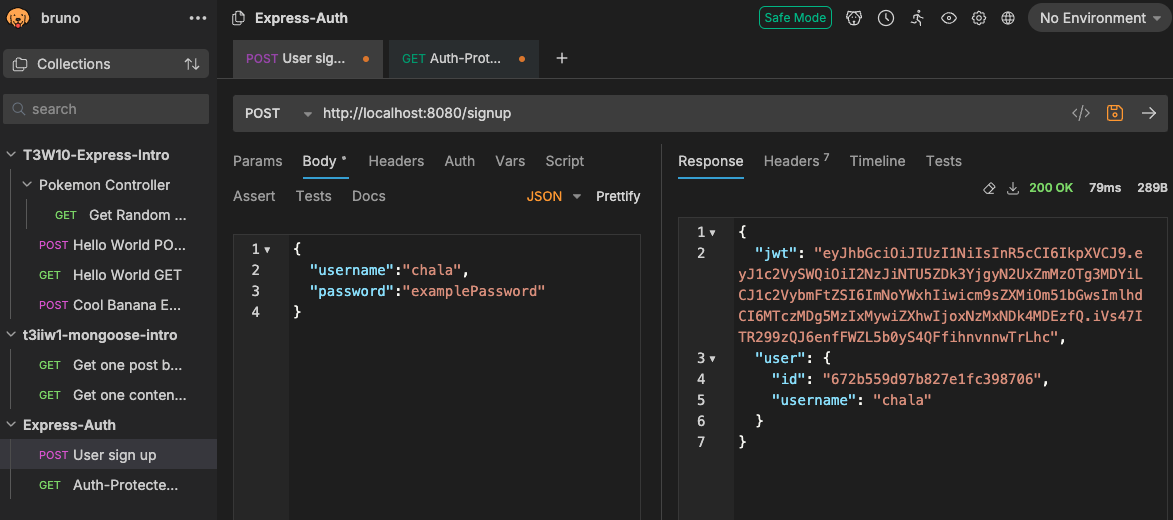 bruno
Collections
search
T3W10-Express-Intro
Pokemon Controller
GET Get Random ...
POST Hello World PO...
GET Hello World GET
POST Cool Banana E...
t3iiw1-mongoose-intro
GET Get one post b...
GET Get one conten...
Express-Auth
POST User sign up
GET Auth-Protecte...
Express-Auth
Safe Mode
No Environment
POST User sig...
GET Auth-Prot...
POST http://localhost:8080/signup
Params Body Headers Auth Vars Script
Assert Tests Docs JSON Prettify
1 {
2 "username":"chala",
3 "password":"examplePassword"
4 }
Response Headers 7 Timeline Tests
200 OK 79ms 289B
1 {
2 "jwt": "eyJhbGciOiJIUzI1NiIsInR5cCI6IkpXVCJ9.
eyJ1c2VySWQiOiI2NzJiNTU5ZDk3YjgyN2UxZmMzOTg3MDYiL
CJ1c2VybmFtZSI6ImNoYWxhIiwicm9sZXMiOm51bGwsImlhd
CI6MTczMDg5MzIxMywiZXhwIjoxNzMxNDk4MDEzfQ.iVs47I
TR299zQJ6enfFWZL5b0yS4QFfihnvnnwTrLhc",
3 "user": {
4 "id": "672b559d97b827e1fc398706",
5 "username": "chala"
6 }
7 }